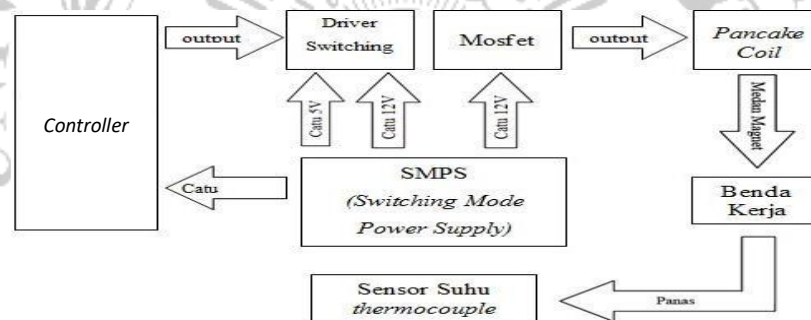 output
Driver
Switching
Mosfet
output
Pancake
Coil
Controller
Catu 5V
Catu 12V
Catu 12V
Medan Magnet
Catu
SMPS
(Switching Mode
Power Supply)
Benda
Kerja
Sensor Suhu
thermocouple
Panas